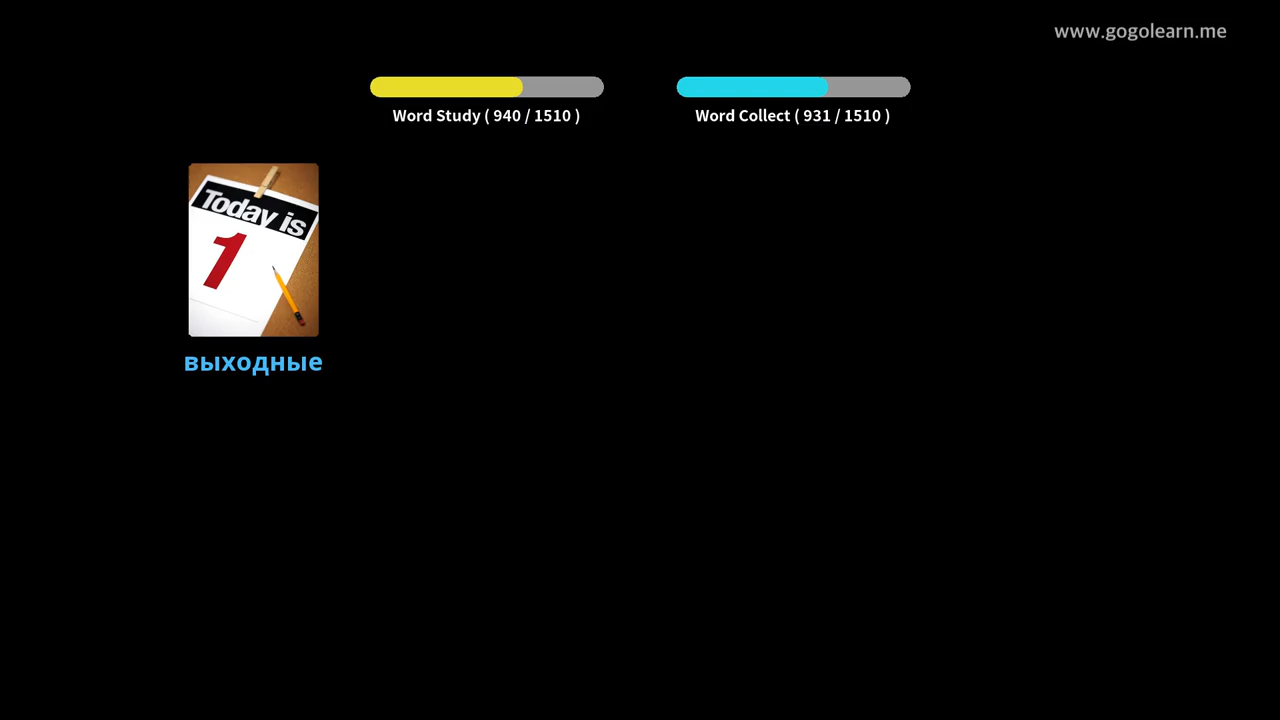 www.gogolearn.me
Word Study ( 940 / 1510 )
Word Collect ( 931 / 1510 )
Today is
1
выходные